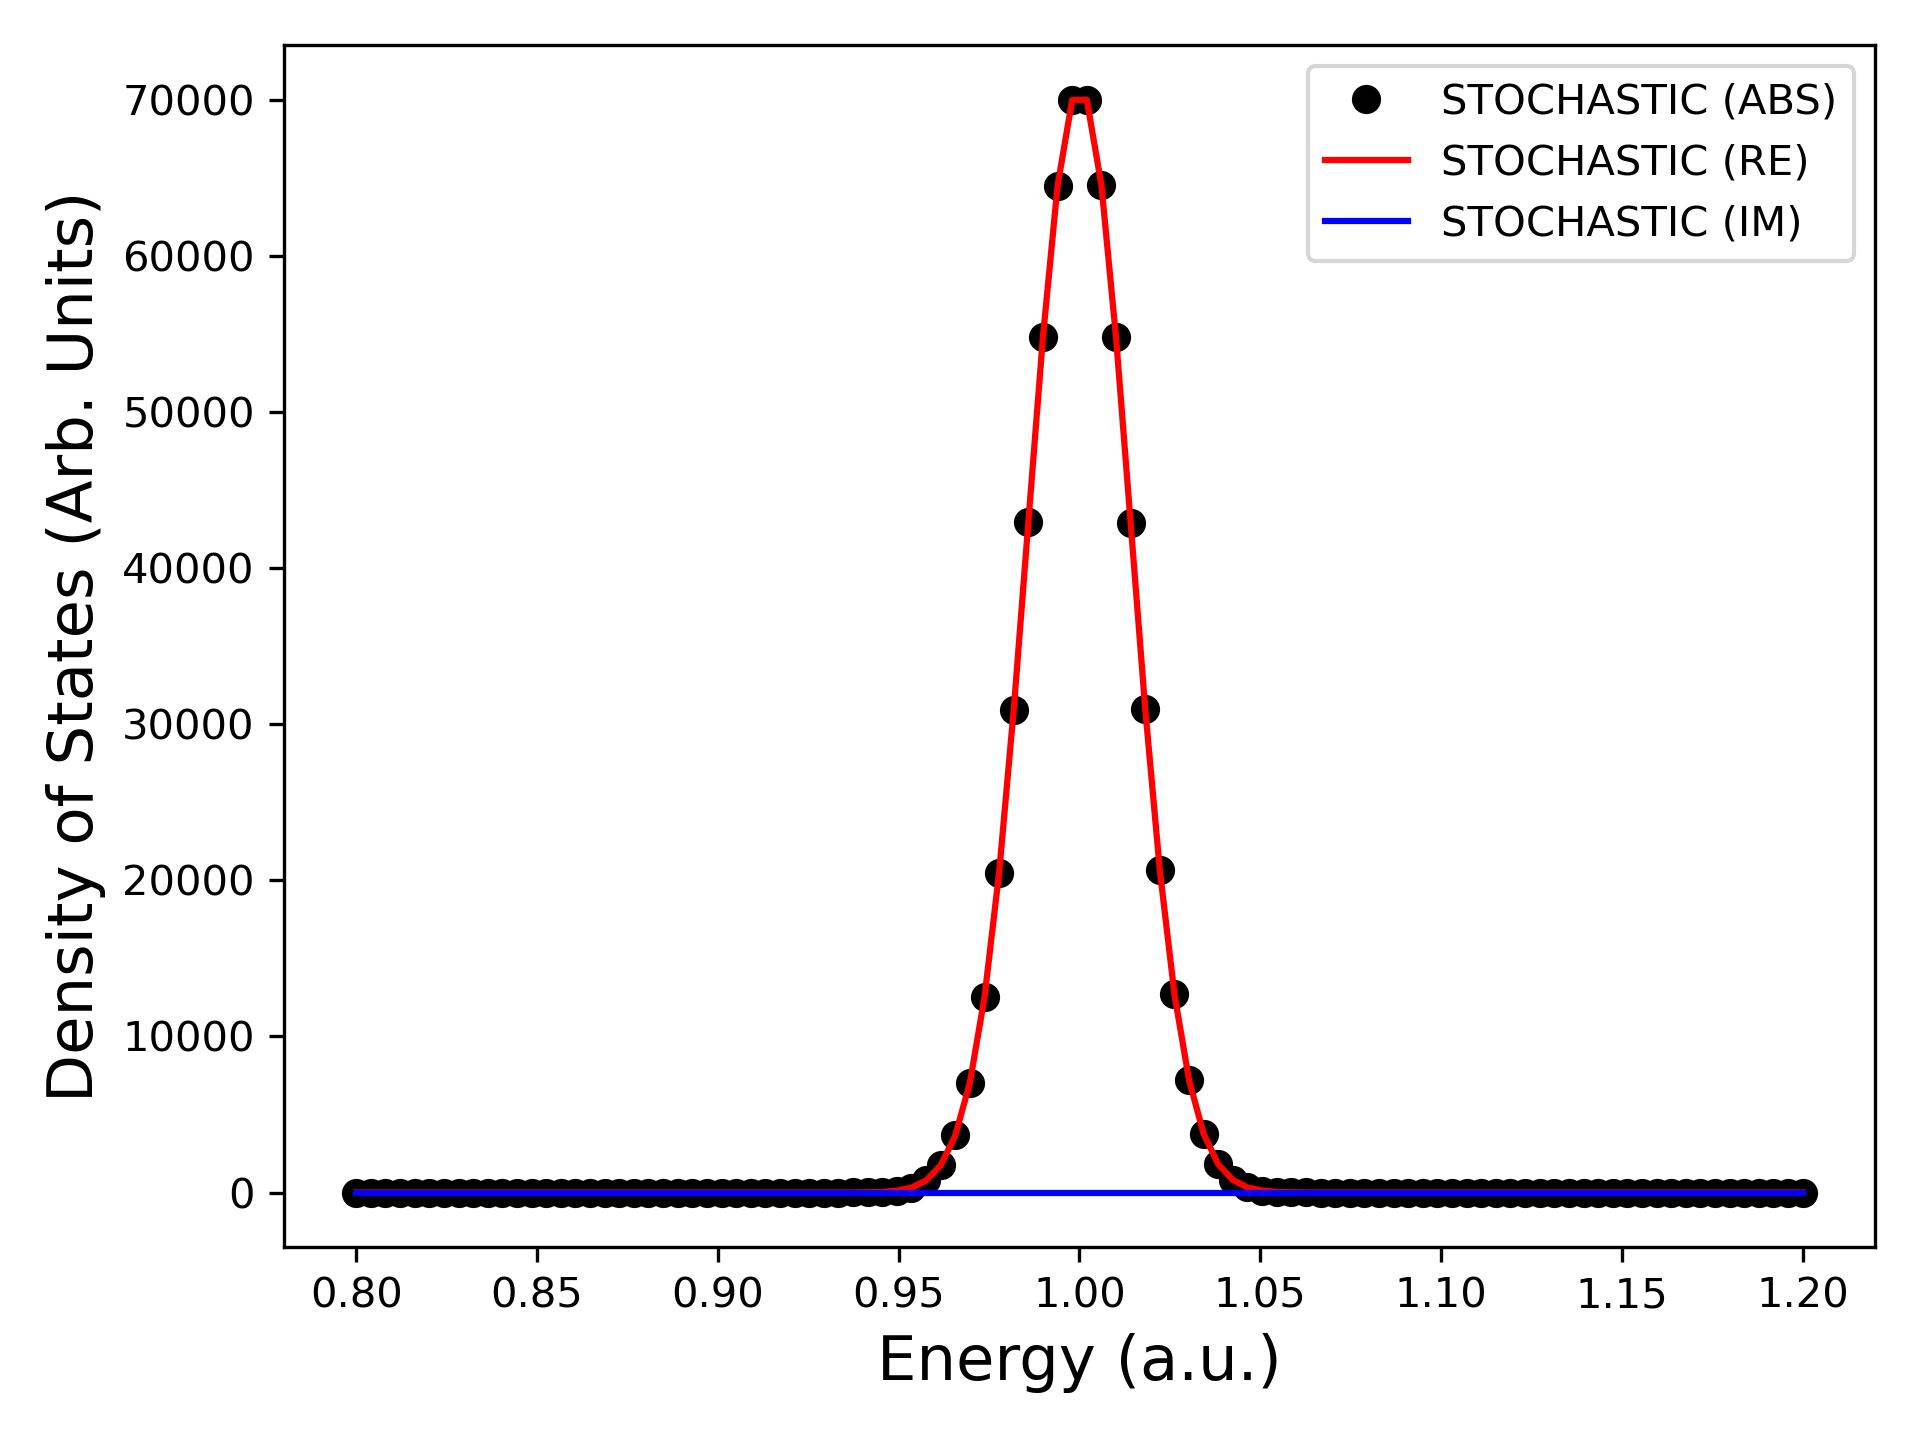 STOCHASTIC (ABS)
STOCHASTIC (RE)
STOCHASTIC (IM)
Density of States (Arb. Units)
70000
60000
50000
40000
30000
20000
10000
0
0.80 0.85 0.90 0.95 1.00 1.05 1.10 1.15 1.20
Energy (a.u.)